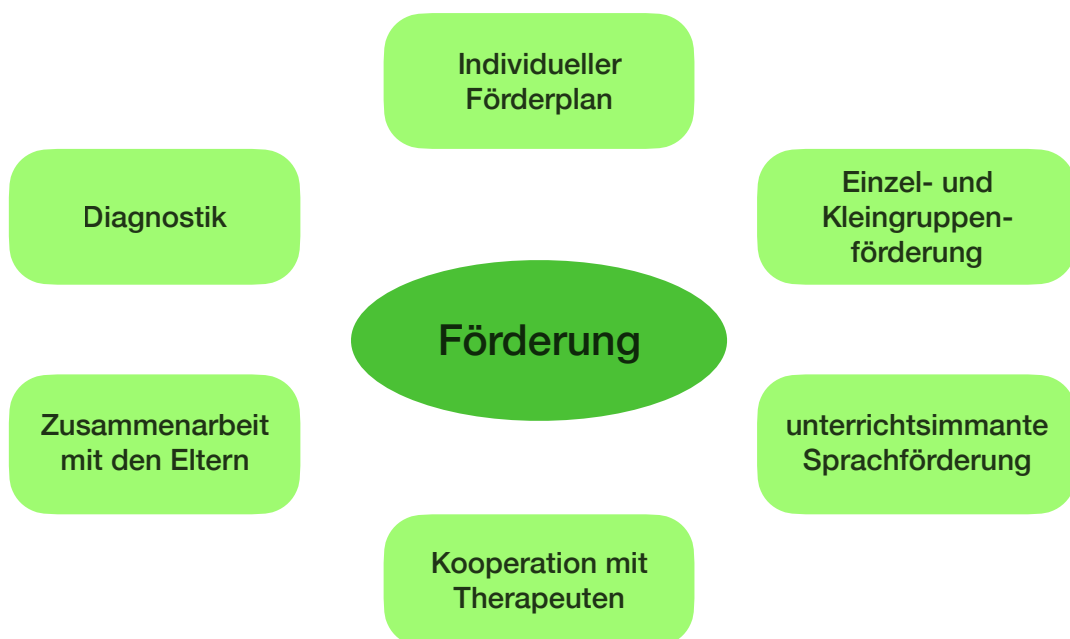 Individueller
Förderplan
Diagnostik
Einzel- und
Kleingruppen-
förderung
Förderung
Zusammenarbeit
mit den Eltern
unterrichtsimmante
Sprachförderung
Kooperation mit
Therapeuten